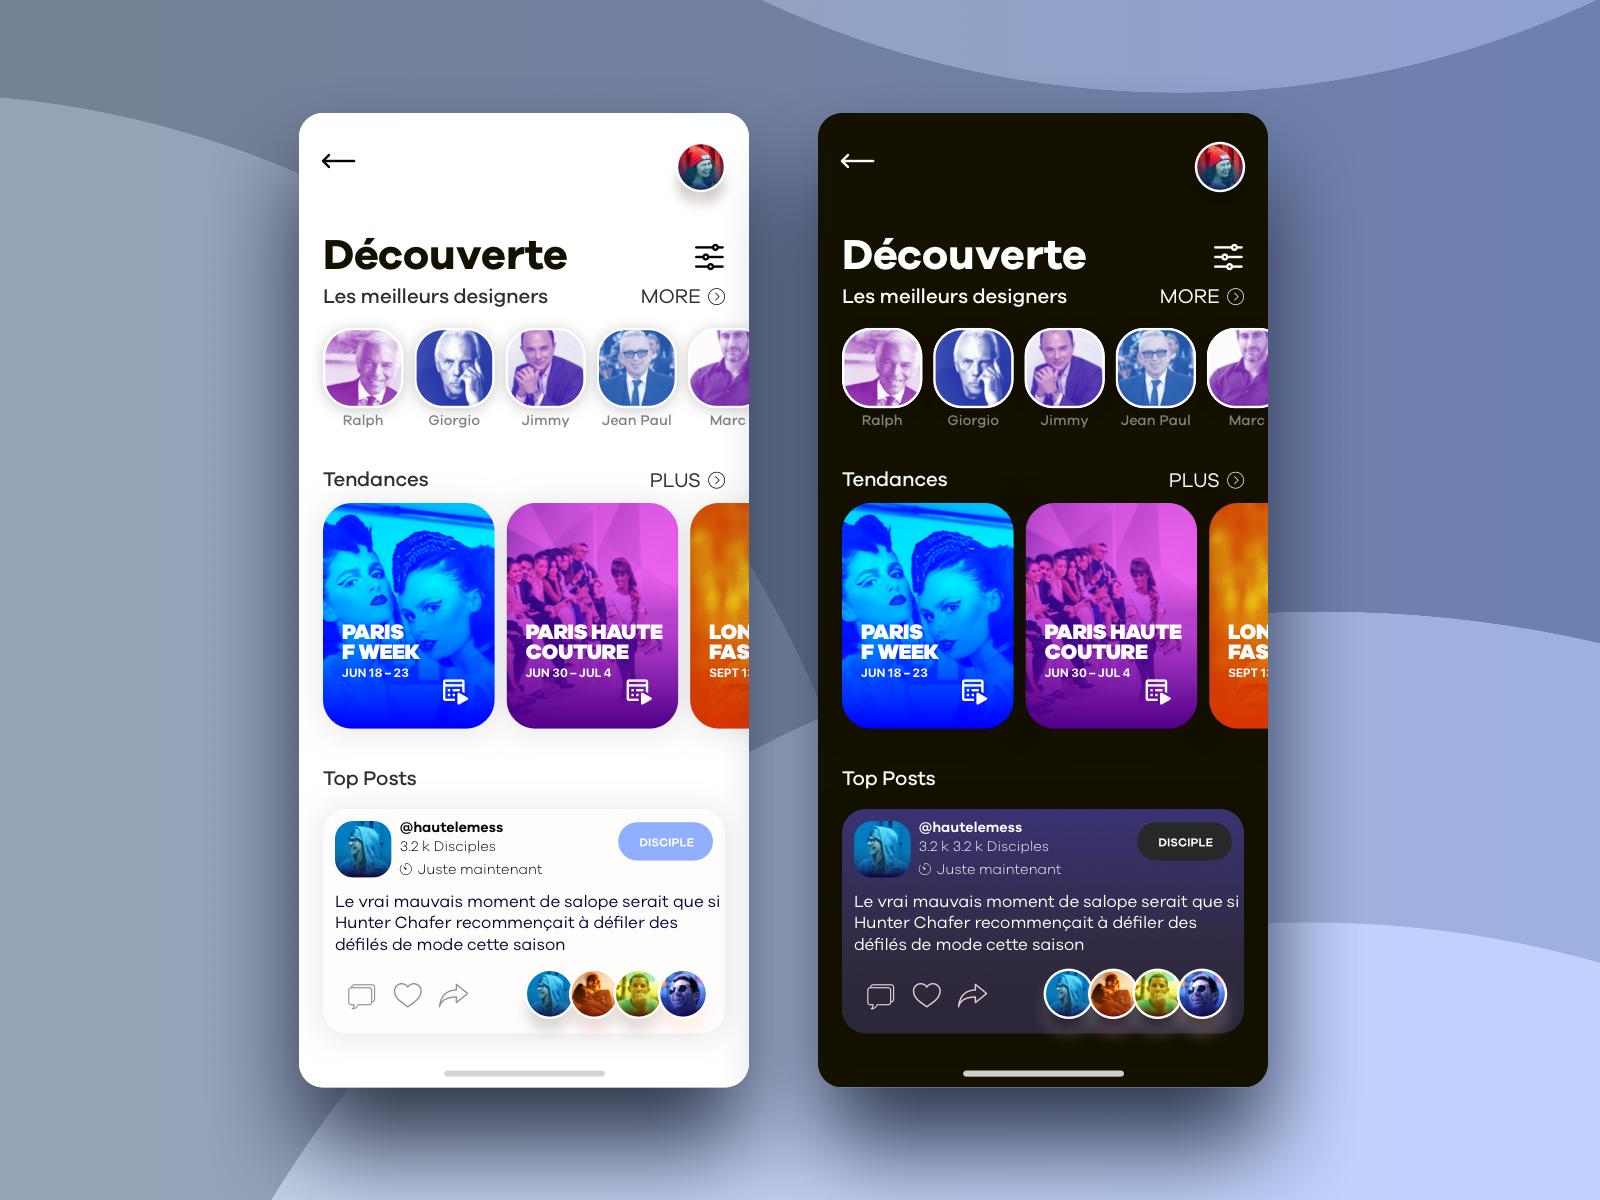 Découverte
Les meilleurs designers MORE
Ralph Giorgio Jimmy Jean Paul Marc
Tendances PLUS
PARIS
F WEEK
JUN 18 – 23
PARIS HAUTE
COUTURE
JUN 30 – JUL 4
LON
FAS
SEPT 1
Top Posts
@hautelemess
3.2 k Disciples
Juste maintenant
DISCIPLE
Le vrai mauvais moment de salope serait que si
Hunter Chafer recommençait à défiler des
défilés de mode cette saison
Découverte
Les meilleurs designers MORE
Ralph Giorgio Jimmy Jean Paul Marc
Tendances PLUS
PARIS
F WEEK
JUN 18 – 23
PARIS HAUTE
COUTURE
JUN 30 – JUL 4
LON
FAS
SEPT 1
Top Posts
@hautelemess
3.2 k 3.2 k Disciples
Juste maintenant
DISCIPLE
Le vrai mauvais moment de salope serait que si
Hunter Chafer recommençait à défiler des
défilés de mode cette saison